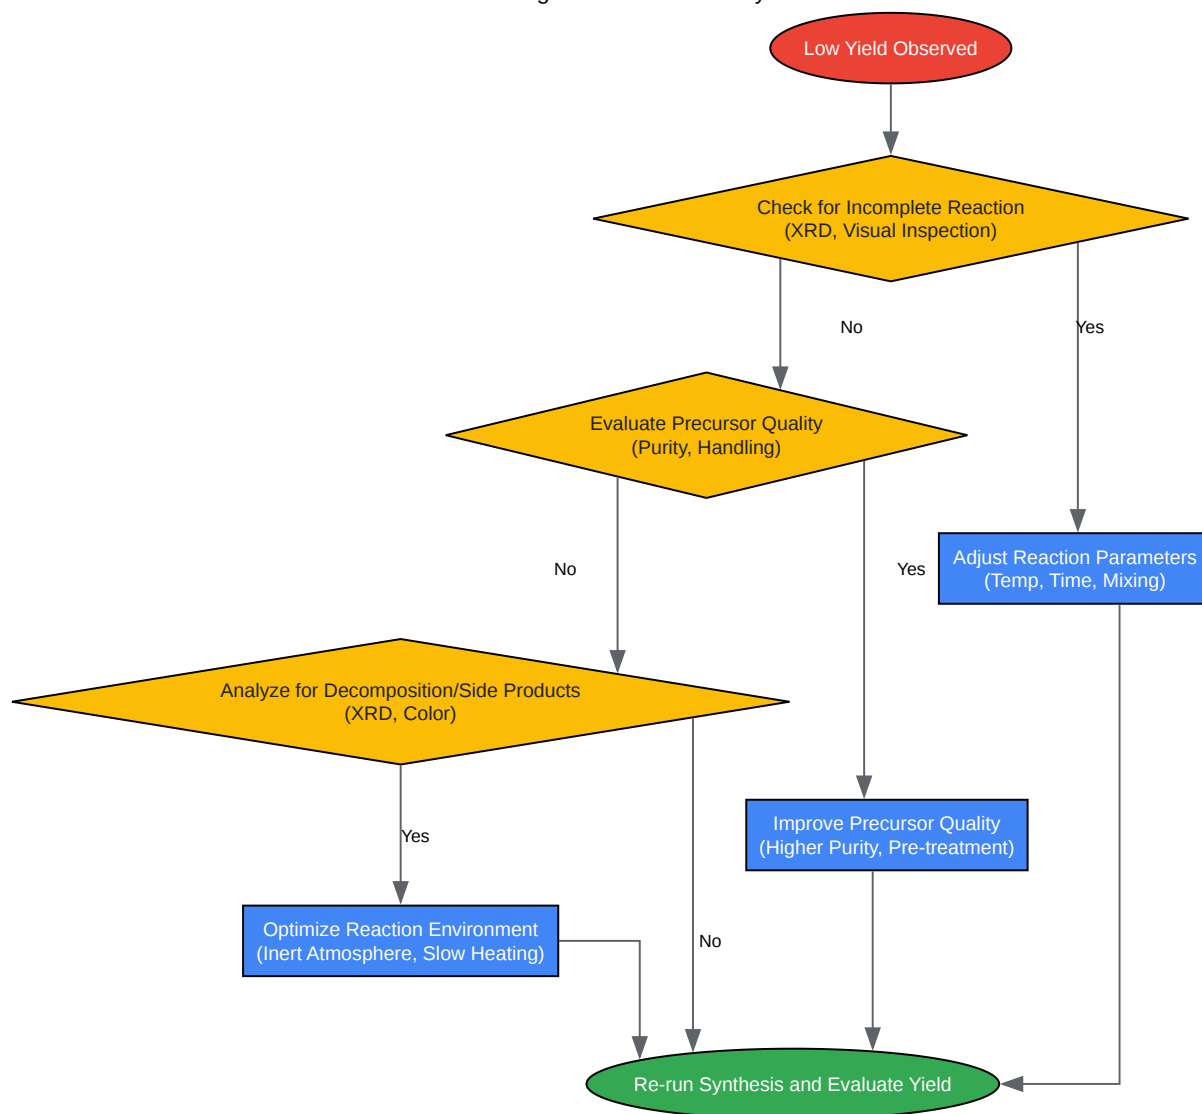 Low Yield Observed
Check for Incomplete Reaction
(XRD, Visual Inspection)
No
Yes
Evaluate Precursor Quality
(Purity, Handling)
No
Yes
Adjust Reaction Parameters
(Temp, Time, Mixing)
Analyze for Decomposition/Side Products
(XRD, Color)
Yes
Improve Precursor Quality
(Higher Purity, Pre-treatment)
Optimize Reaction Environment
(Inert Atmosphere, Slow Heating)
No
Re-run Synthesis and Evaluate Yield